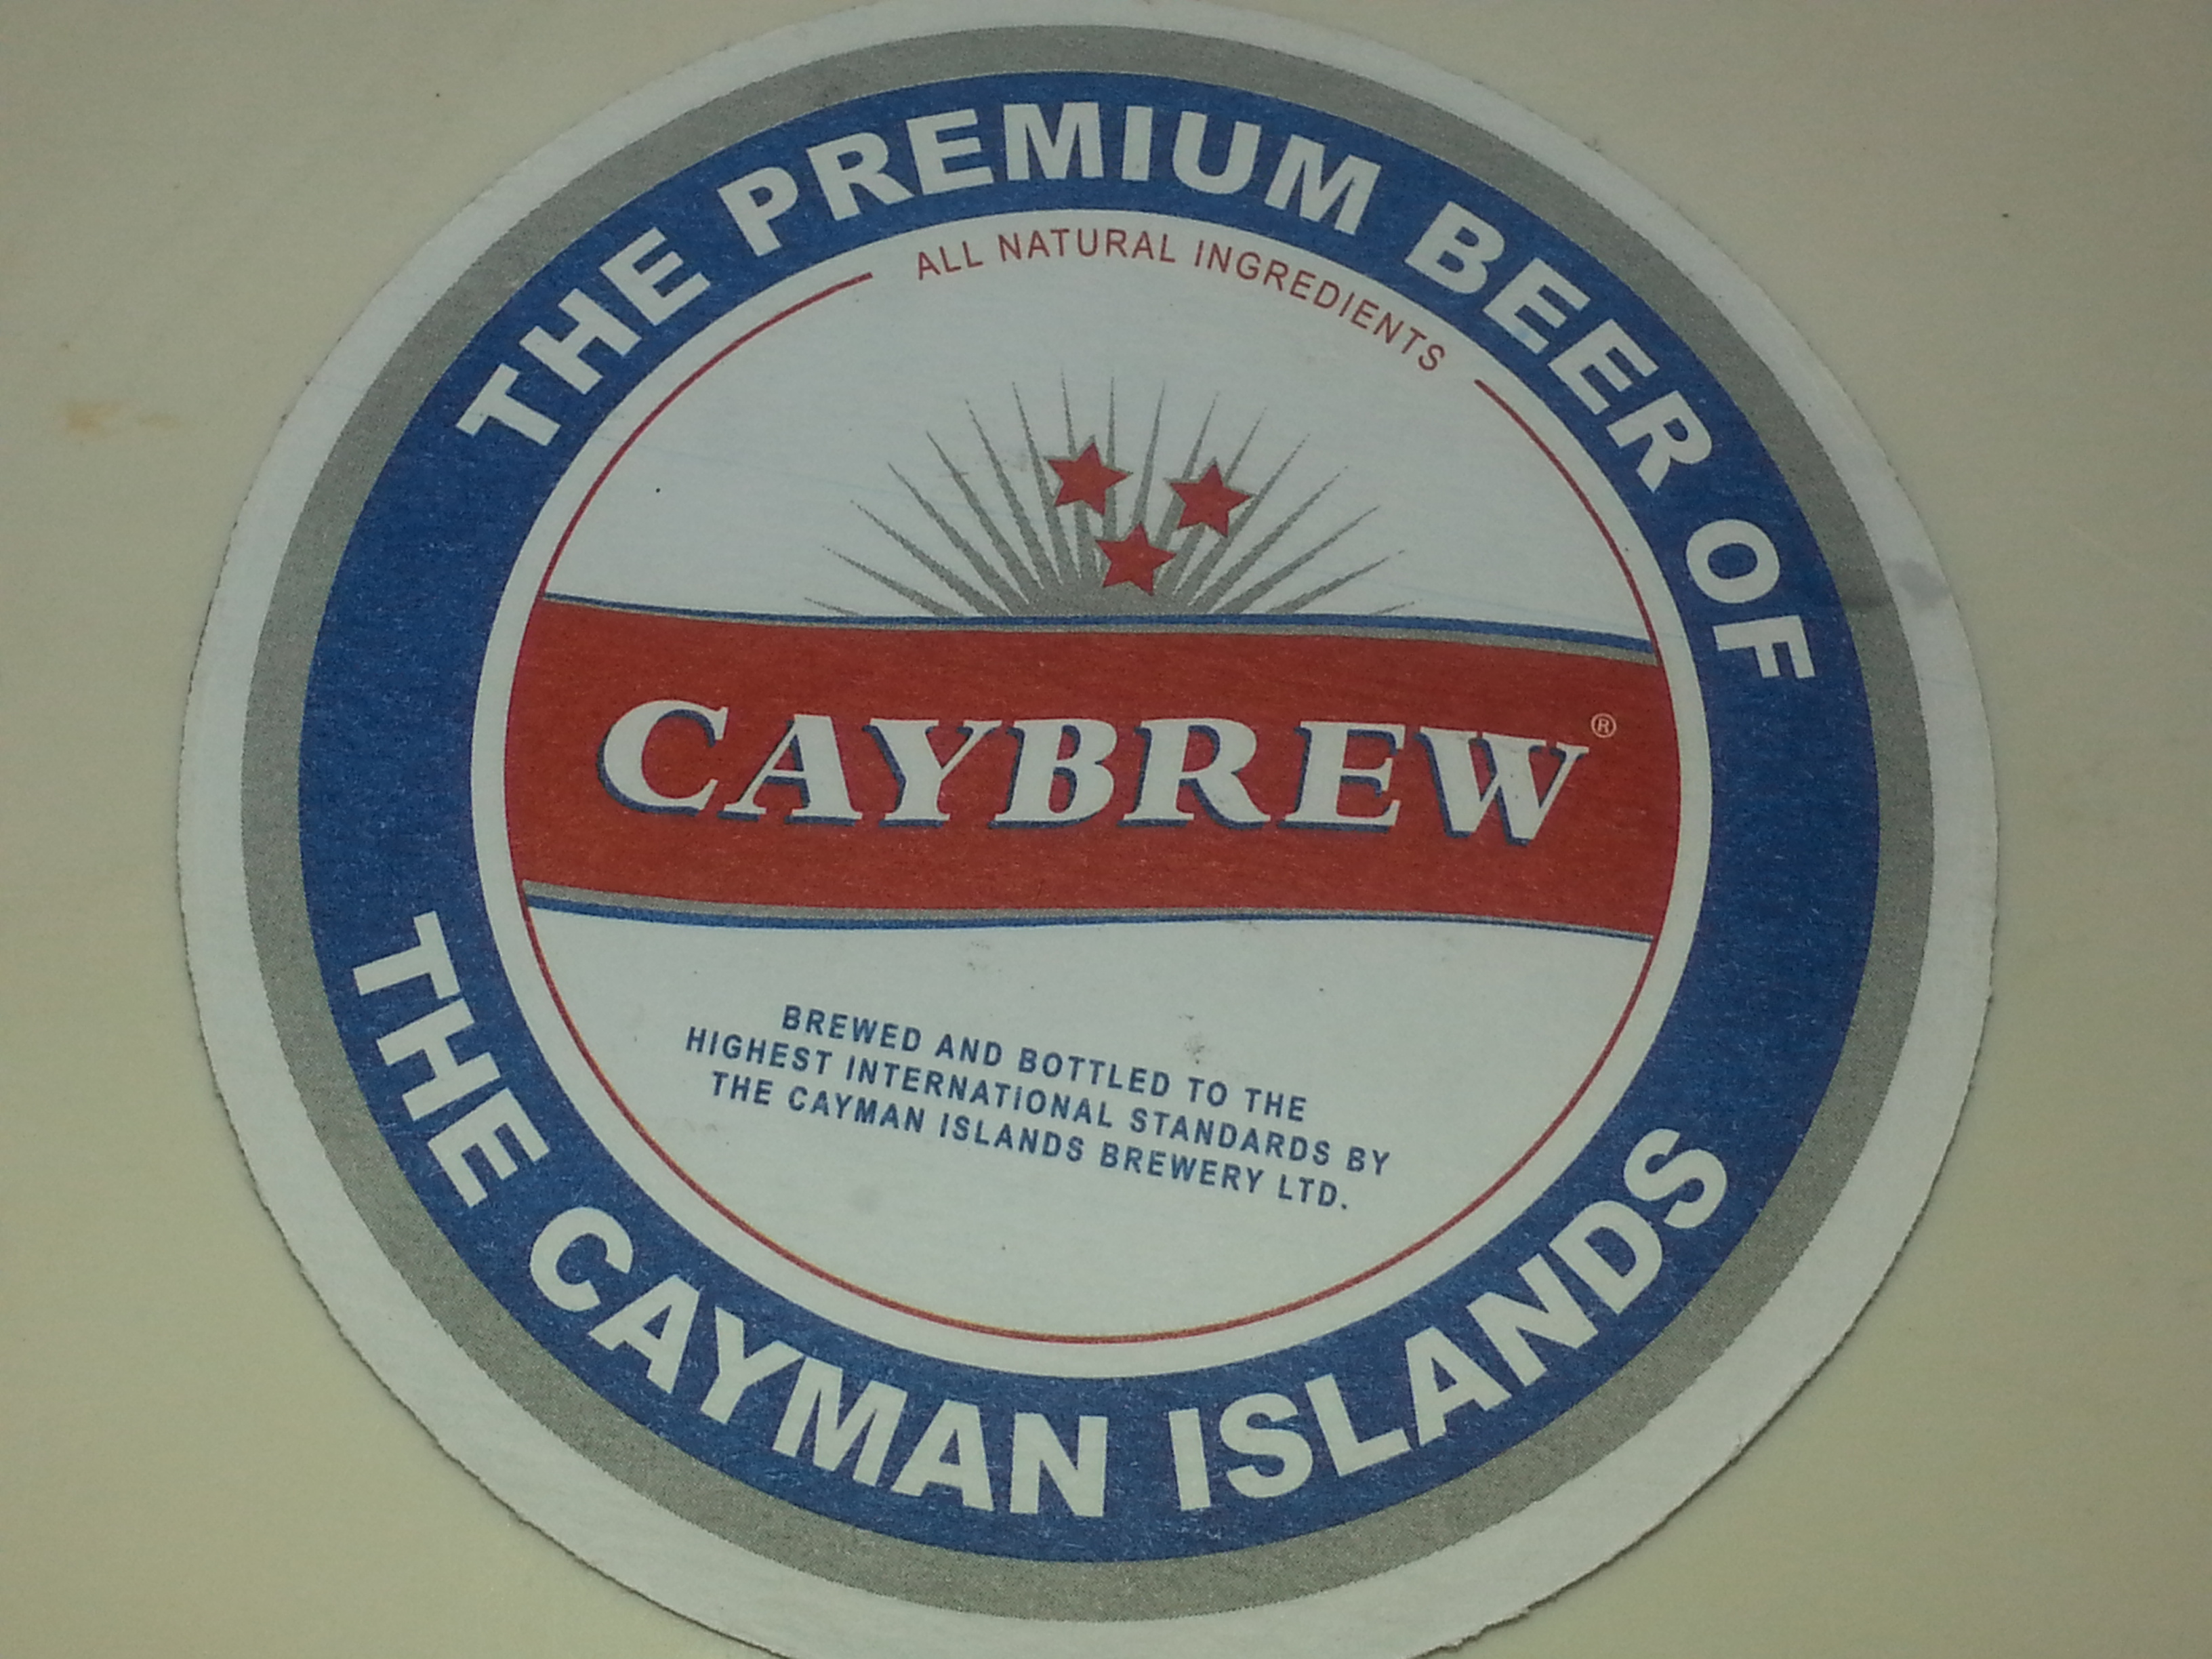 THE PREMIUM BEER OF
ALL NATURAL INGREDIENTS
CAYBREW®
BREWED AND BOTTLED TO THE
HIGHEST INTERNATIONAL STANDARDS BY
THE CAYMAN ISLANDS BREWERY LTD.
THE CAYMAN ISLANDS